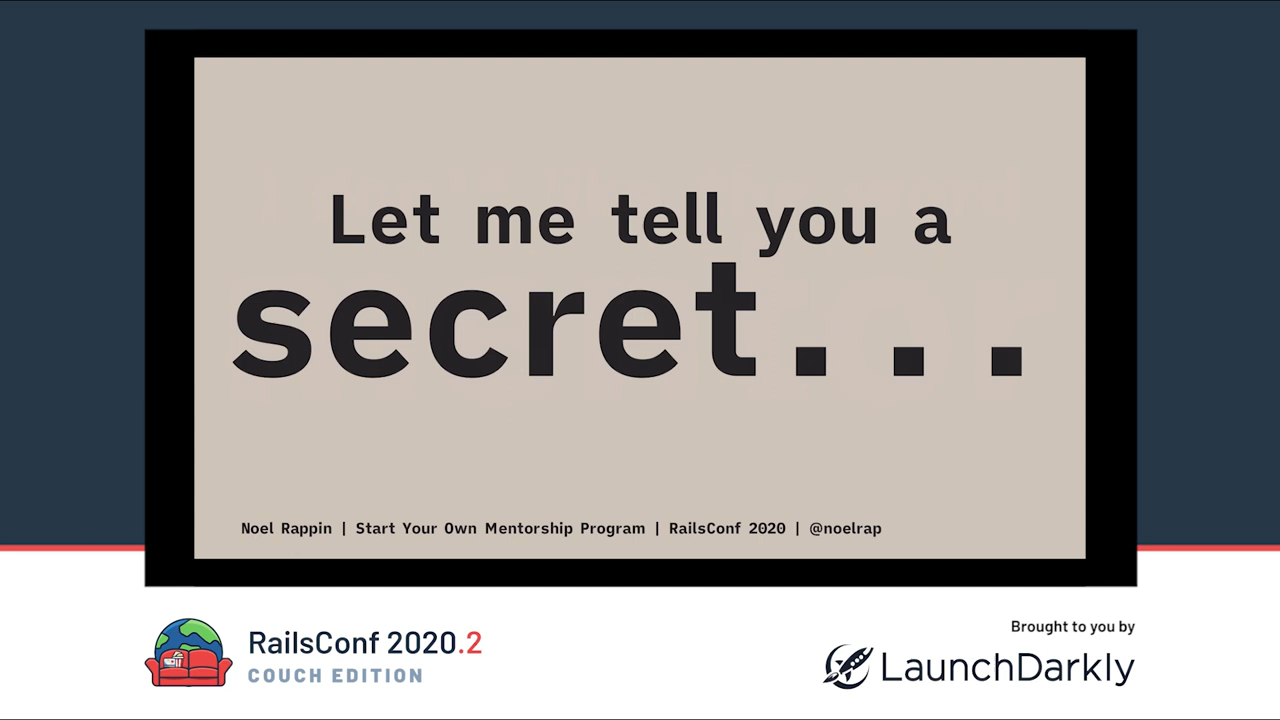 Let me tell you a
secret...
Noel Rappin | Start Your Own Mentorship Program | RailsConf 2020 | @noelrap
RailsConf 2020.2
COUCH EDITION
Brought to you by
LaunchDarkly